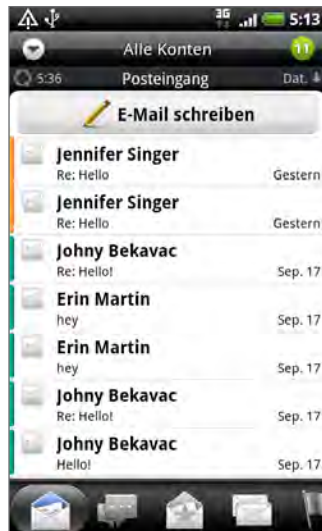 3G 5:13
Alle Konten 11
5:36 Posteingang Dat.
E-Mail schreiben
Jennifer Singer
Re: Hello Gestern
Jennifer Singer
Re: Hello Gestern
Johny Bekavac
Re: Hello! Sep. 17
Erin Martin
hey Sep. 17
Erin Martin
hey Sep. 17
Johny Bekavac
Re: Hello! Sep. 17
Johny Bekavac
Hello! Sep. 17